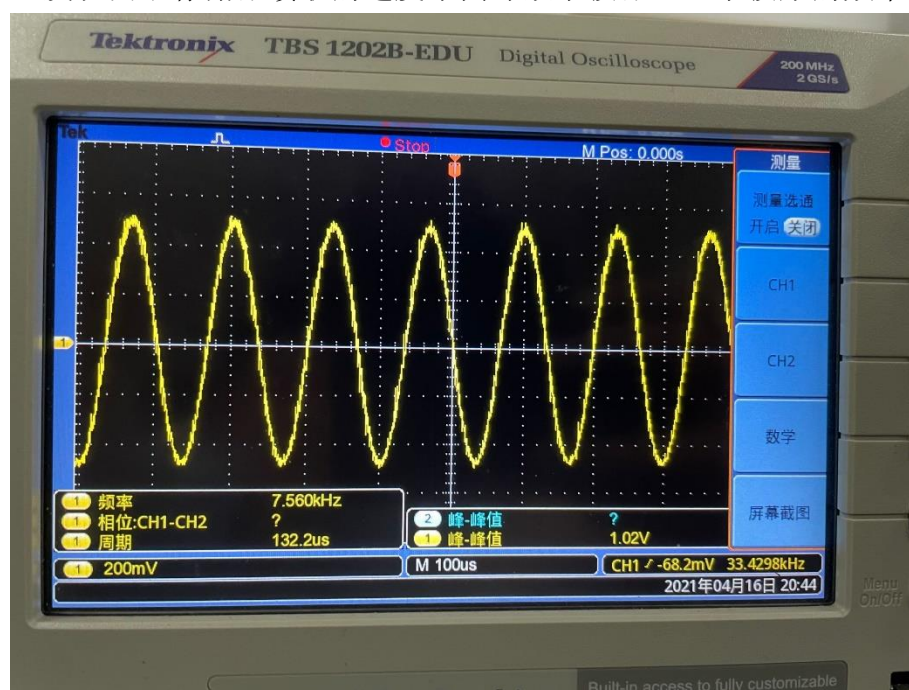 Tektronix TBS 1202B-EDU Digital Oscilloscope
200 MHz
2 GS/s
Tek
Stop
M Pos: 0.000s
测量
测量选通
开启 关闭
CH1
CH2
数学
屏幕截图
1
1 频率 7.560kHz
1 相位:CH1-CH2 ?
1 周期 132.2us
2 峰-峰值 ?
1 峰-峰值 1.02V
1 200mV
M 100us
CH1 -68.2mV 33.4298kHz
2021年04月16日 20:44
Menu
On/Off
Built-in access to fully customizable